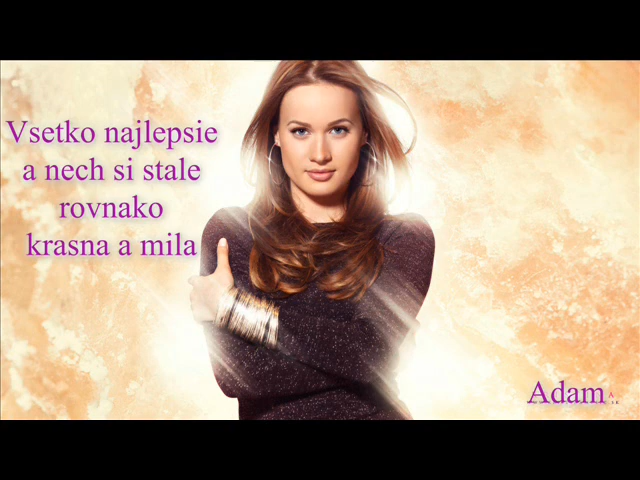 Vsetko najlepsie
a nech si stale
rovnako
krasna a mila
Adam